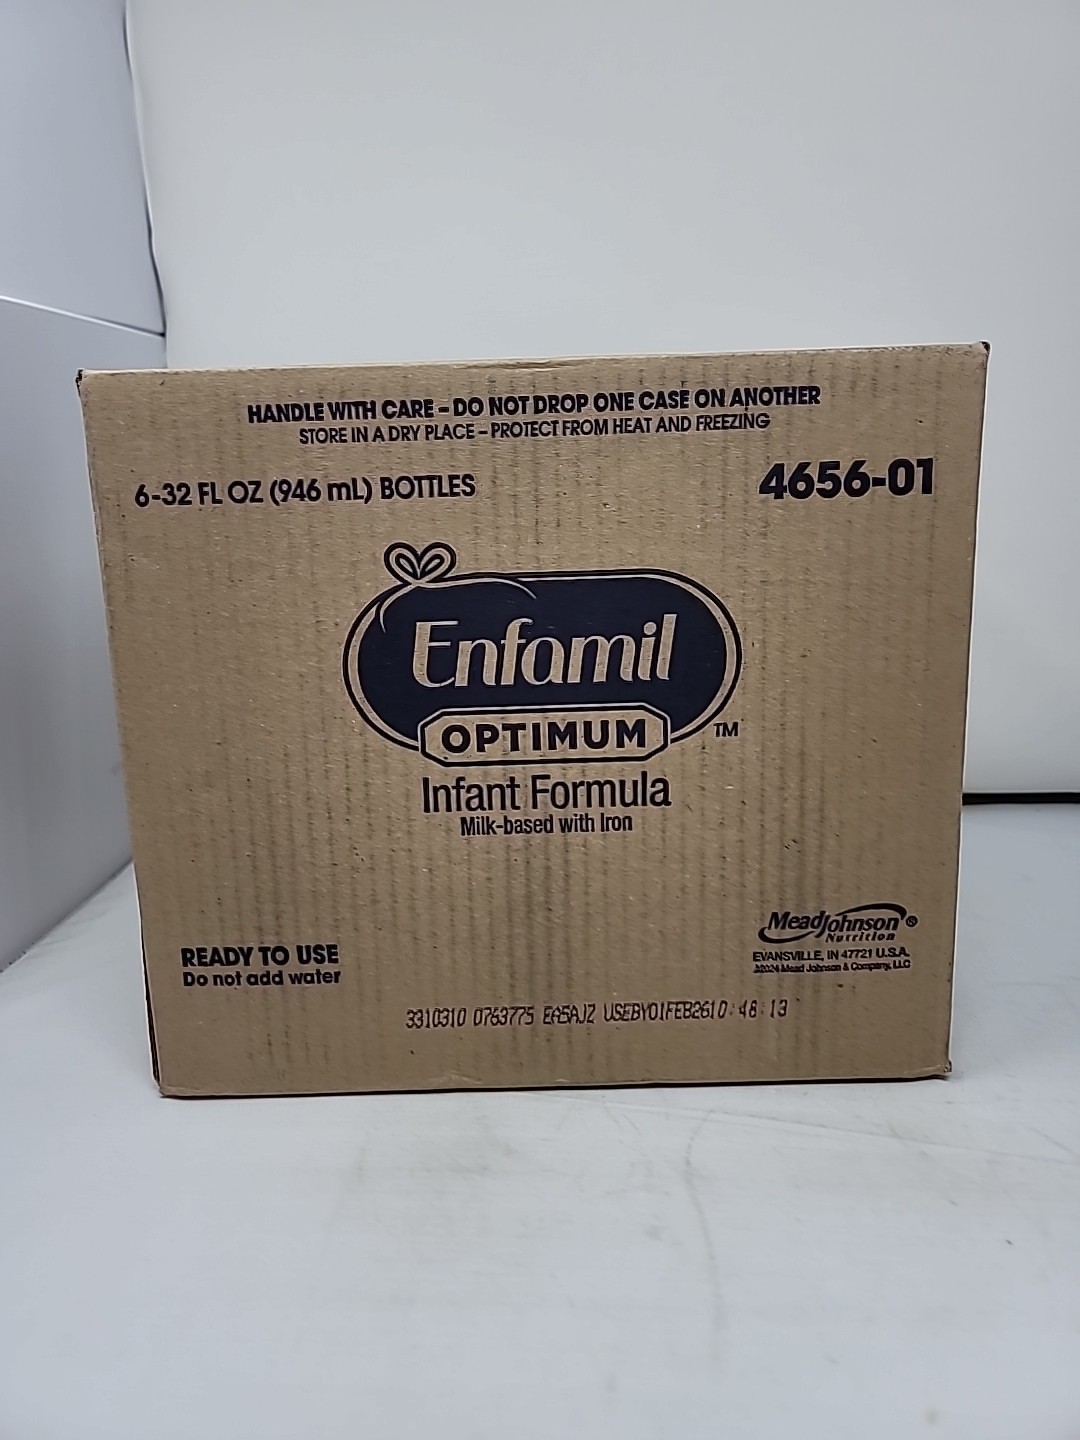 HANDLE WITH CARE – DO NOT DROP ONE CASE ON ANOTHER
STORE IN A DRY PLACE – PROTECT FROM HEAT AND FREEZING
6-32 FL OZ (946 mL) BOTTLES
4656-01
Enfamil
OPTIMUM TM
Infant Formula
Milk-based with Iron
MeadJohnson®
Nutrition
READY TO USE
Do not add water
EVANSVILLE, IN 47721 U.S.A.
©2024 Mead Johnson & Company, LLC
3310310 0763775 EA5AJZ USEBY01FEB2610:48:13